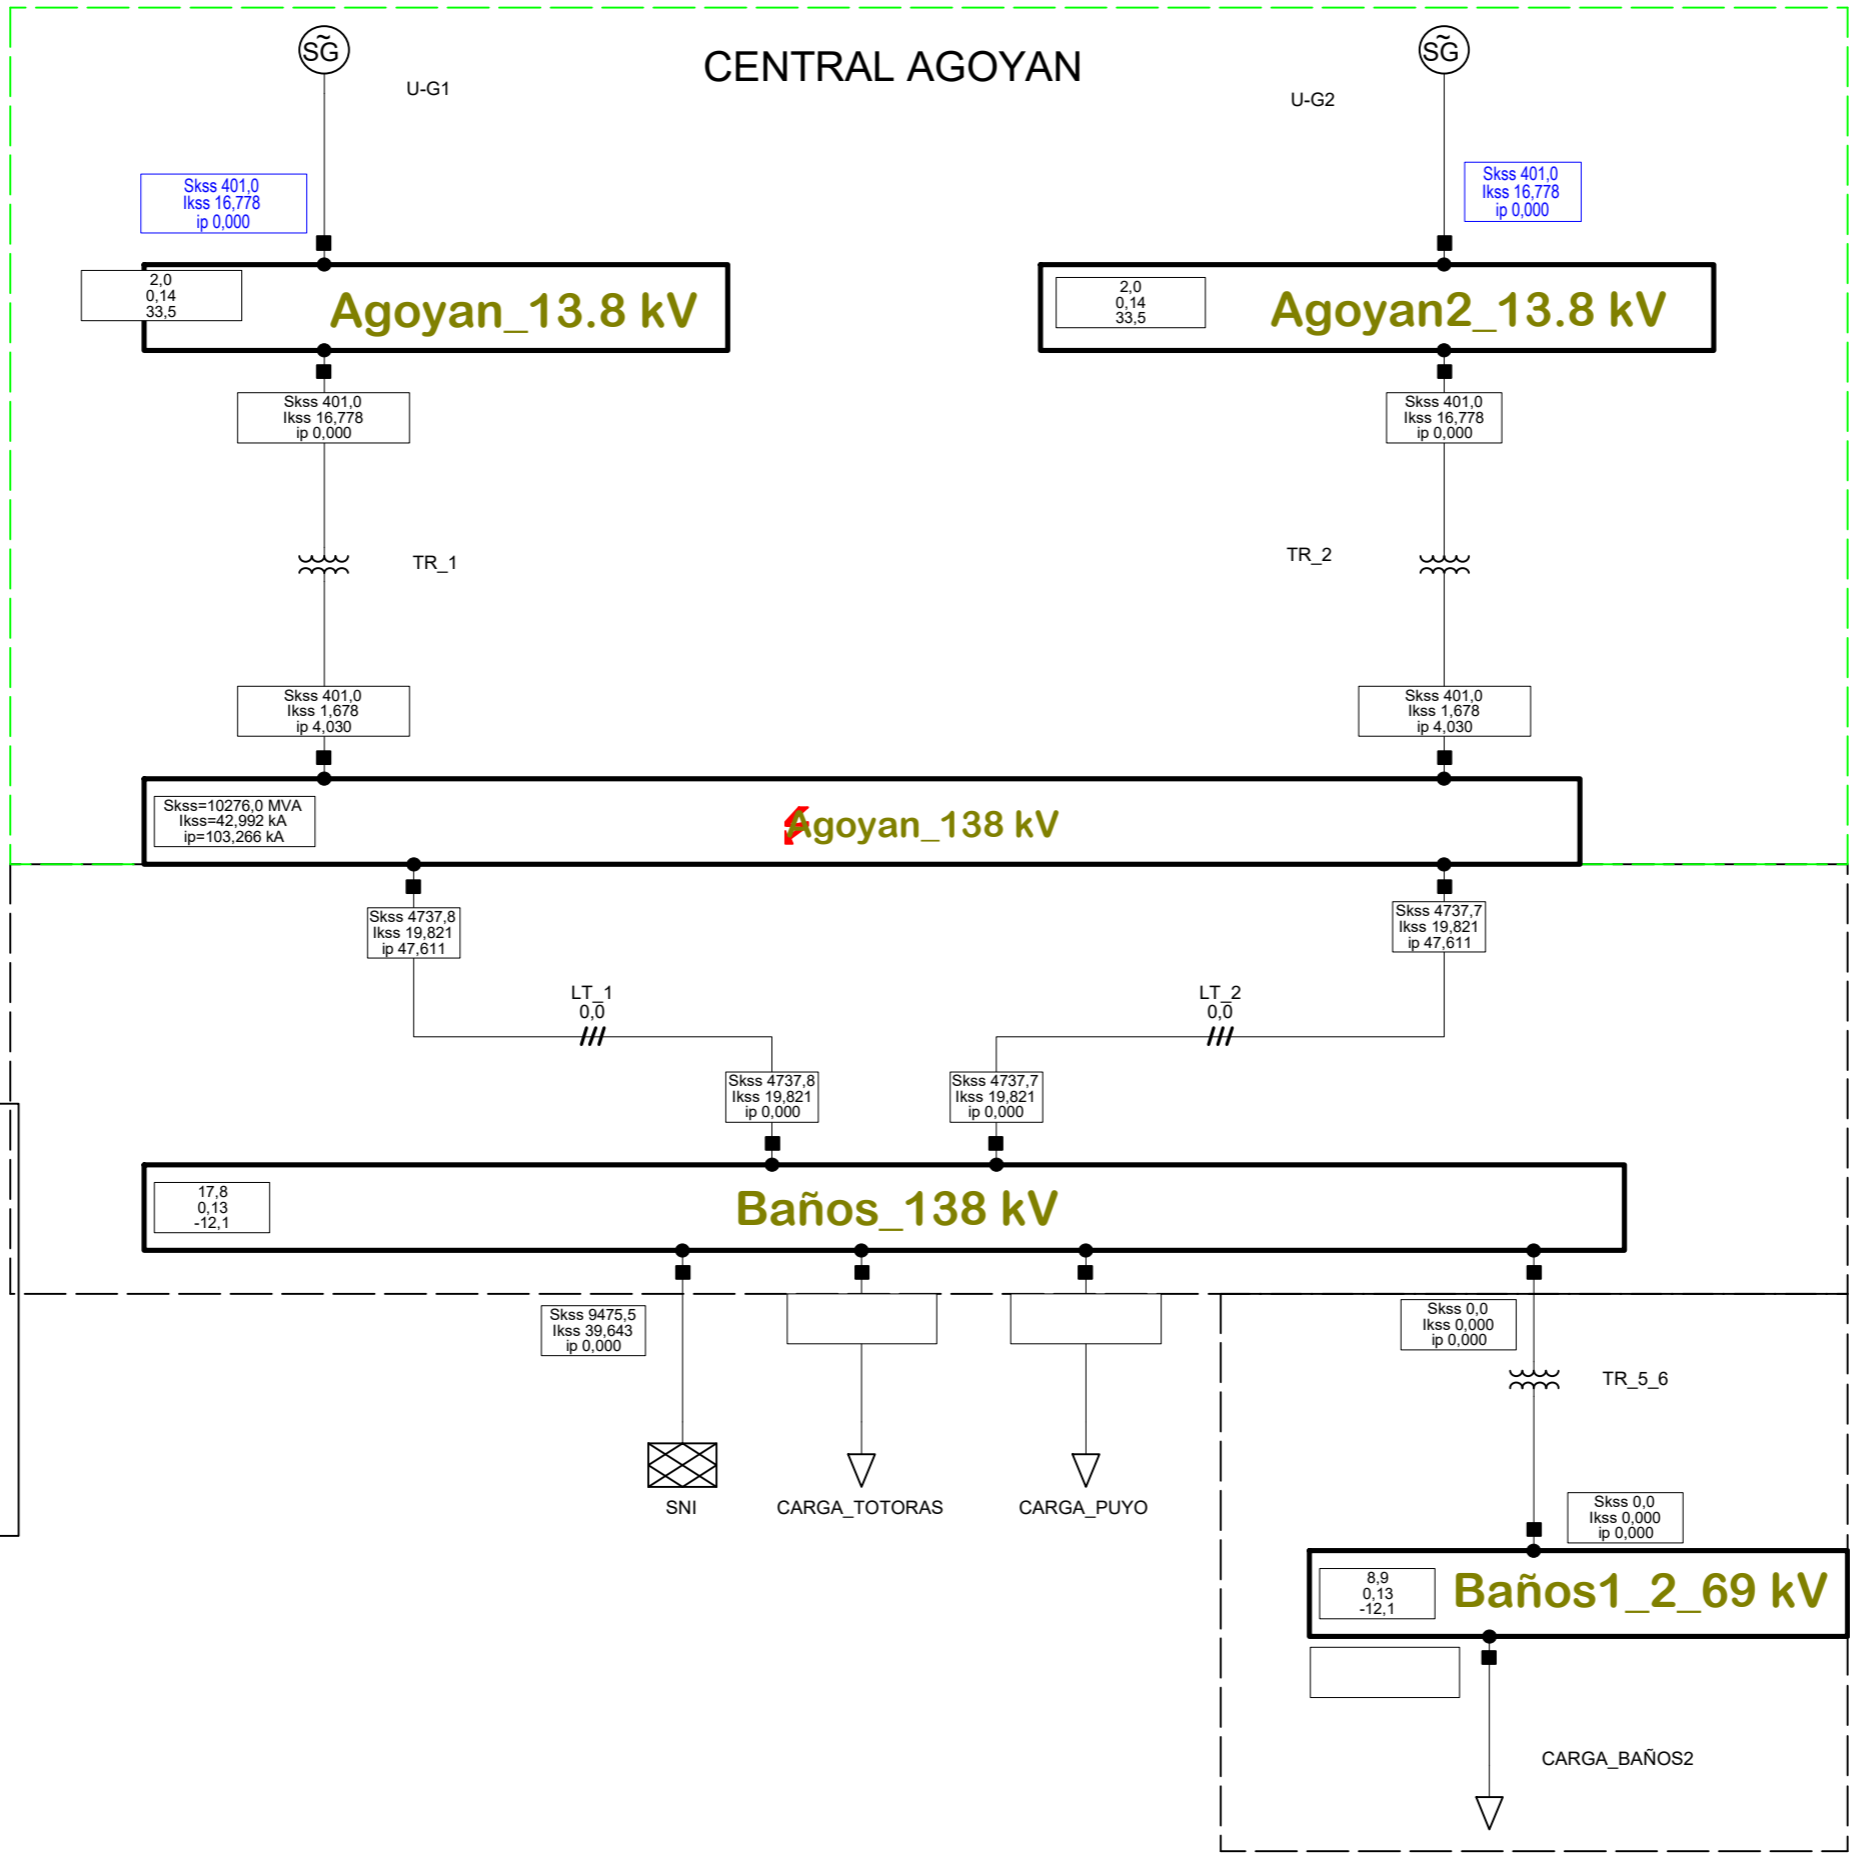 SG
SG
CENTRAL AGOYAN
U-G1
U-G2
Skss 401,0
Ikss 16,778
ip 0,000
Skss 401,0
Ikss 16,778
ip 0,000
2,0
0,14
33,5
Agoyan_13.8 kV
2,0
0,14
33,5
Agoyan2_13.8 kV
Skss 401,0
Ikss 16,778
ip 0,000
Skss 401,0
Ikss 16,778
ip 0,000
TR_1
TR_2
Skss 401,0
Ikss 1,678
ip 4,030
Skss 401,0
Ikss 1,678
ip 4,030
Skss=10276,0 MVA
Ikss=42,992 kA
ip=103,266 kA
Agoyan_138 kV
Skss 4737,8
Ikss 19,821
ip 47,611
Skss 4737,7
Ikss 19,821
ip 47,611
LT_1
0,0
LT_2
0,0
Skss 4737,8
Ikss 19,821
ip 0,000
Skss 4737,7
Ikss 19,821
ip 0,000
17,8
0,13
-12,1
Baños_138 kV
Skss 9475,5
Ikss 39,643
ip 0,000
Skss 0,0
Ikss 0,000
ip 0,000
TR_5_6
SNI
CARGA_TOTORAS
CARGA_PUYO
Skss 0,0
Ikss 0,000
ip 0,000
8,9
0,13
-12,1
Baños1_2_69 kV
CARGA_BAÑOS2